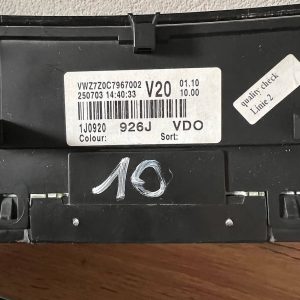 VWZ7Z0C7967002
250703 14:40:33
V20
01.10
10.00
1J0920 926J VDO
Colour: Sort:
quality check
Linie 2
10